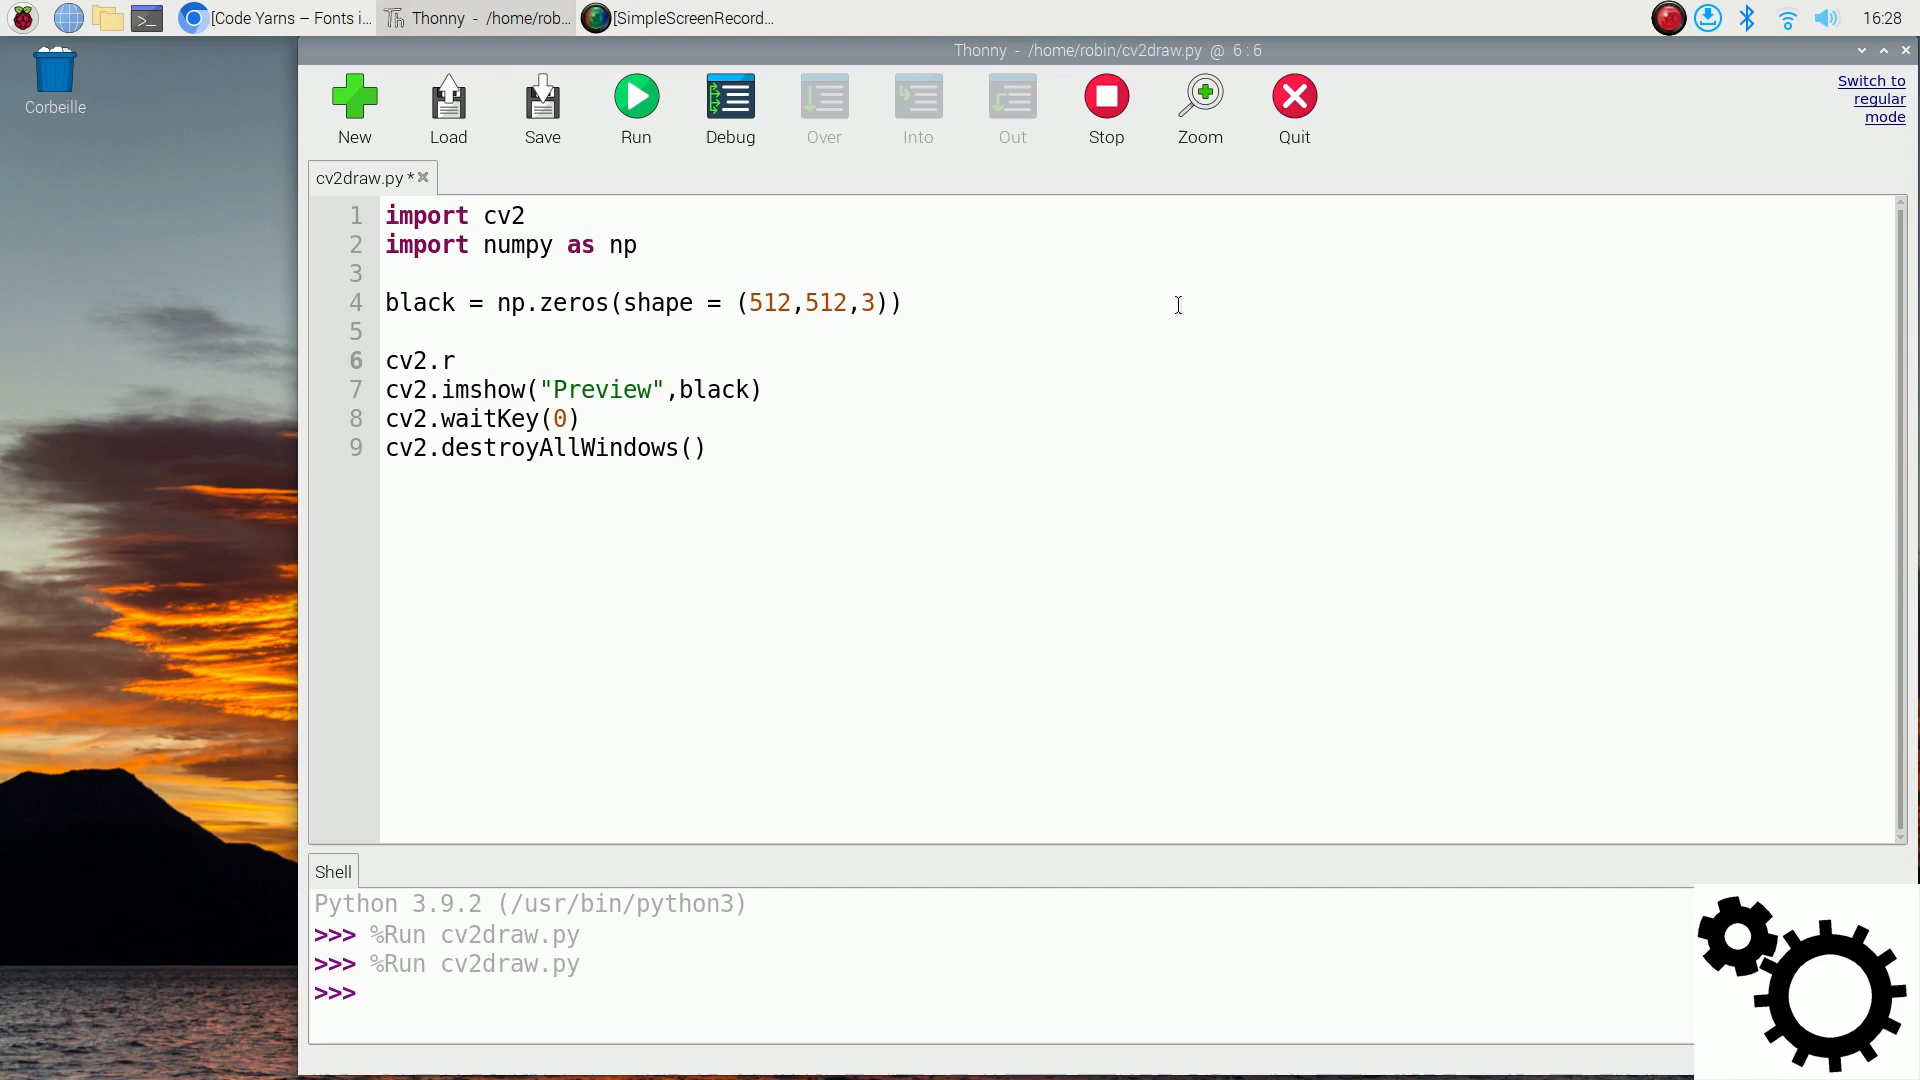 [Code Yarns – Fonts i...
Thonny - /home/rob...
[SimpleScreenRecord...
16:28
Corbeille
Thonny - /home/robin/cv2draw.py @ 6:6
New
Load
Save
Run
Debug
Over
Into
Out
Stop
Zoom
Quit
Switch to
regular
mode
cv2draw.py *
1 import cv2
2 import numpy as np
3
4 black = np.zeros(shape = (512,512,3))
5
6 cv2.r
7 cv2.imshow("Preview",black)
8 cv2.waitKey(0)
9 cv2.destroyAllWindows()
Shell
Python 3.9.2 (/usr/bin/python3)
>>> %Run cv2draw.py
>>> %Run cv2draw.py
>>>